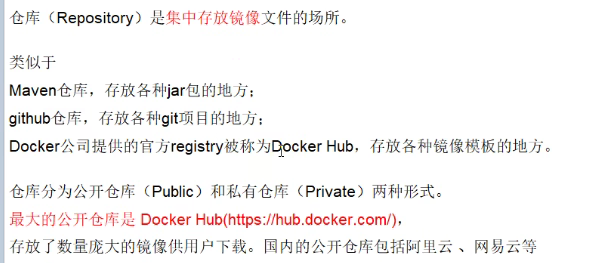 仓库（Repository）是集中存放镜像文件的场所。
类似于
Maven仓库，存放各种jar包的地方；
github仓库，存放各种git项目的地方；
Docker公司提供的官方registry被称为Docker Hub，存放各种镜像模板的地方。
仓库分为公开仓库（Public）和私有仓库（Private）两种形式。
最大的公开仓库是 Docker Hub(https://hub.docker.com/)，
存放了数量庞大的镜像供用户下载。国内的公开仓库包括阿里云 、网易云等